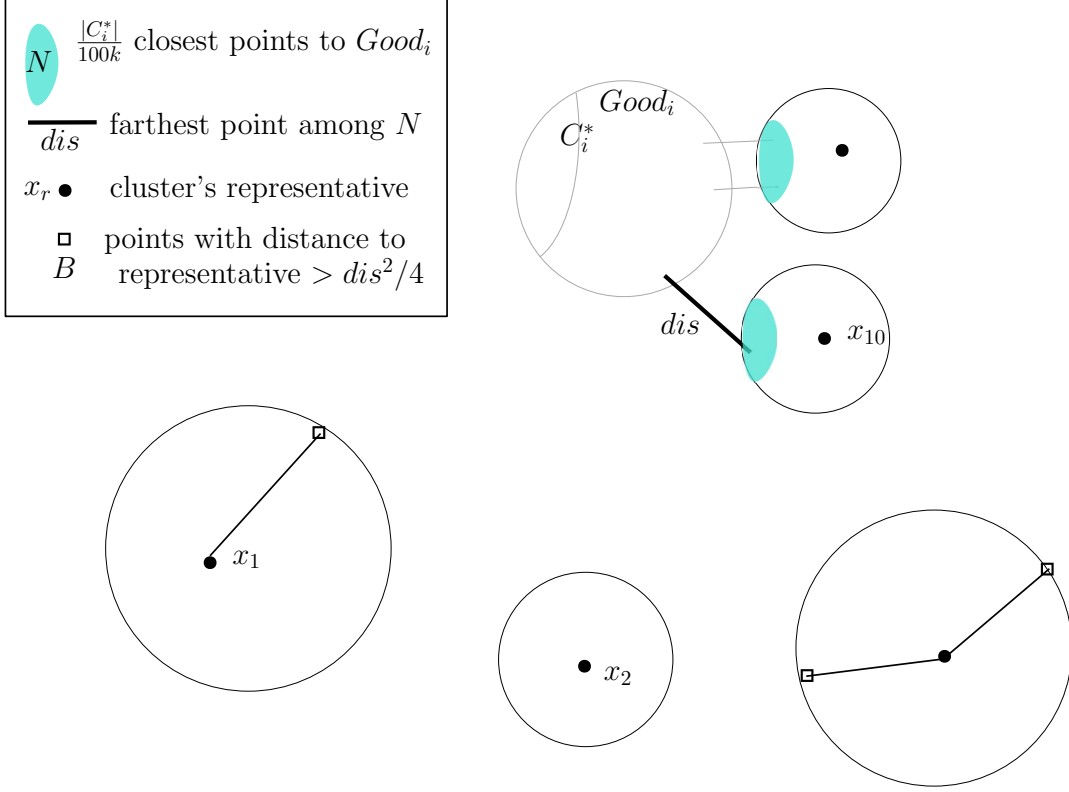 N |C_i^*|/100k closest points to Good_i
dis farthest point among N
x_r cluster's representative
points with distance to
B representative > dis^2/4
Good_i
C_i^*
dis
x_10
x_1
x_2